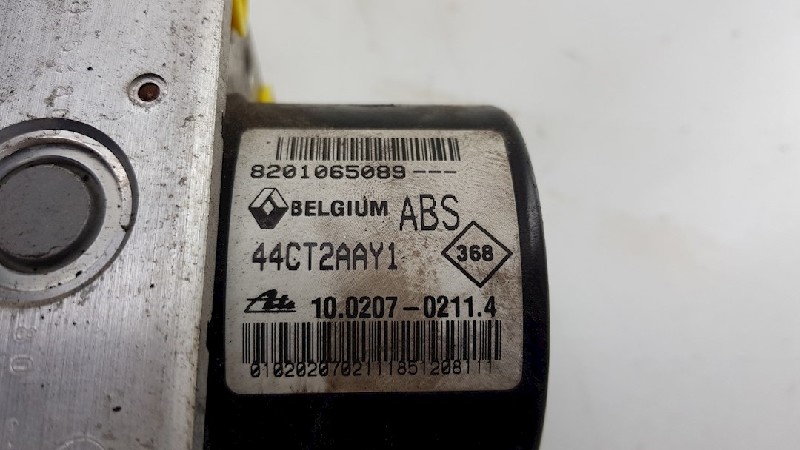 8201065089---
BELGIUM ABS
44CT2AAY1
368
Ate 10.0207-0211.4
0102020702111851208111